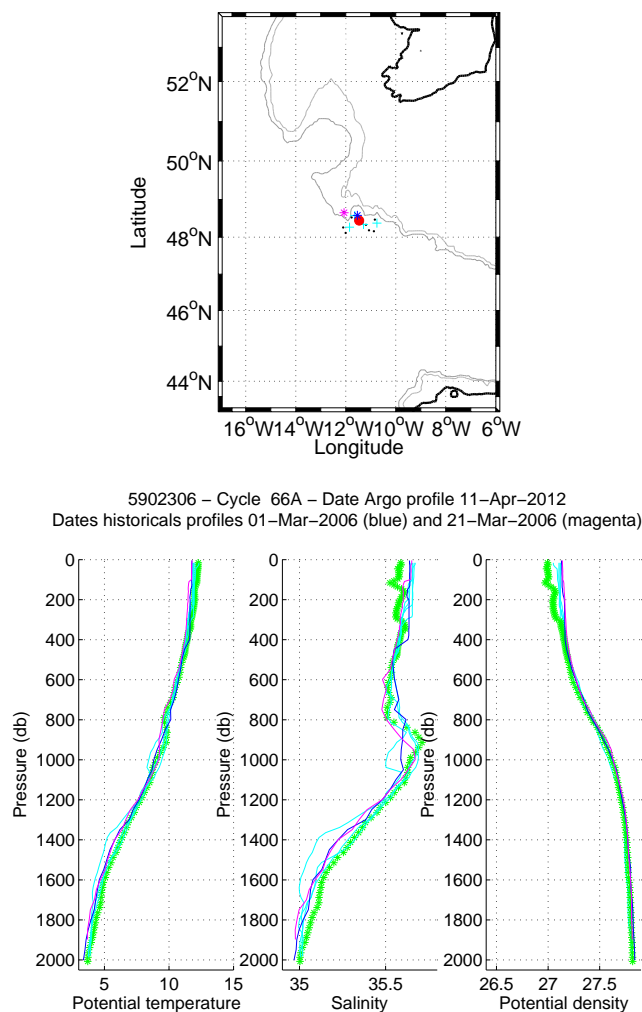 52°N
50°N
48°N
46°N
44°N
Latitude
16°W 14°W 12°W 10°W 8°W 6°W
Longitude
5902306 − Cycle 66A − Date Argo profile 11−Apr−2012
Dates historicals profiles 01−Mar−2006 (blue) and 21−Mar−2006 (magenta)
0
200
400
600
800
1000
1200
1400
1600
1800
2000
Pressure (db)
5 10 15
Potential temperature
0
200
400
600
800
1000
1200
1400
1600
1800
2000
Pressure (db)
35 35.5
Salinity
0
200
400
600
800
1000
1200
1400
1600
1800
2000
Pressure (db)
26.5 27 27.5
Potential density